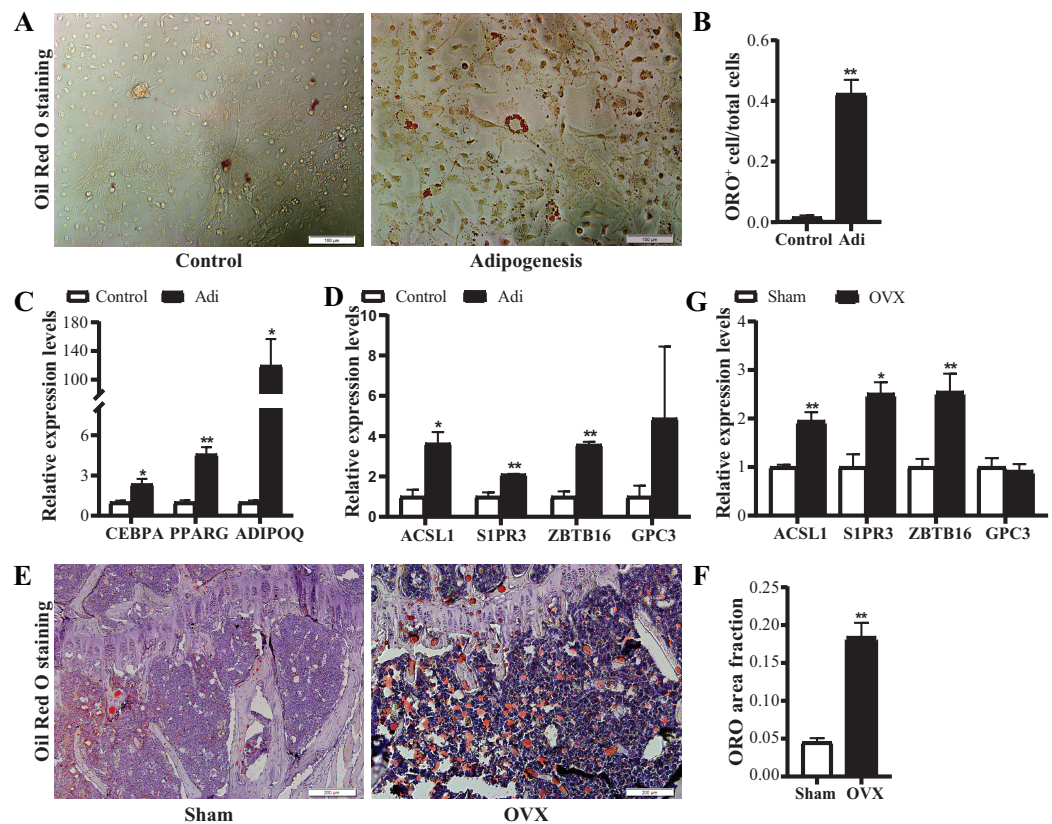 A
Oil Red O staining
100 μm
100 μm
Control
Adipogenesis
B
ORO⁺ cell/total cells
0.6
0.4
0.2
0.0
**
Control Adi
C
Control Adi
Relative expression levels
180
140
100
6
3
0
*
**
*
CEBPA PPARG ADIPOQ
D
Control Adi
Relative expression levels
10
8
6
4
2
0
*
**
**
ACSL1 S1PR3 ZBTB16 GPC3
G
Sham OVX
Relative expression levels
4
3
2
1
0
**
*
**
ACSL1 S1PR3 ZBTB16 GPC3
E
Oil Red O staining
200 μm
200 μm
Sham
OVX
F
ORO area fraction
0.25
0.20
0.15
0.10
0.05
0.00
**
Sham OVX